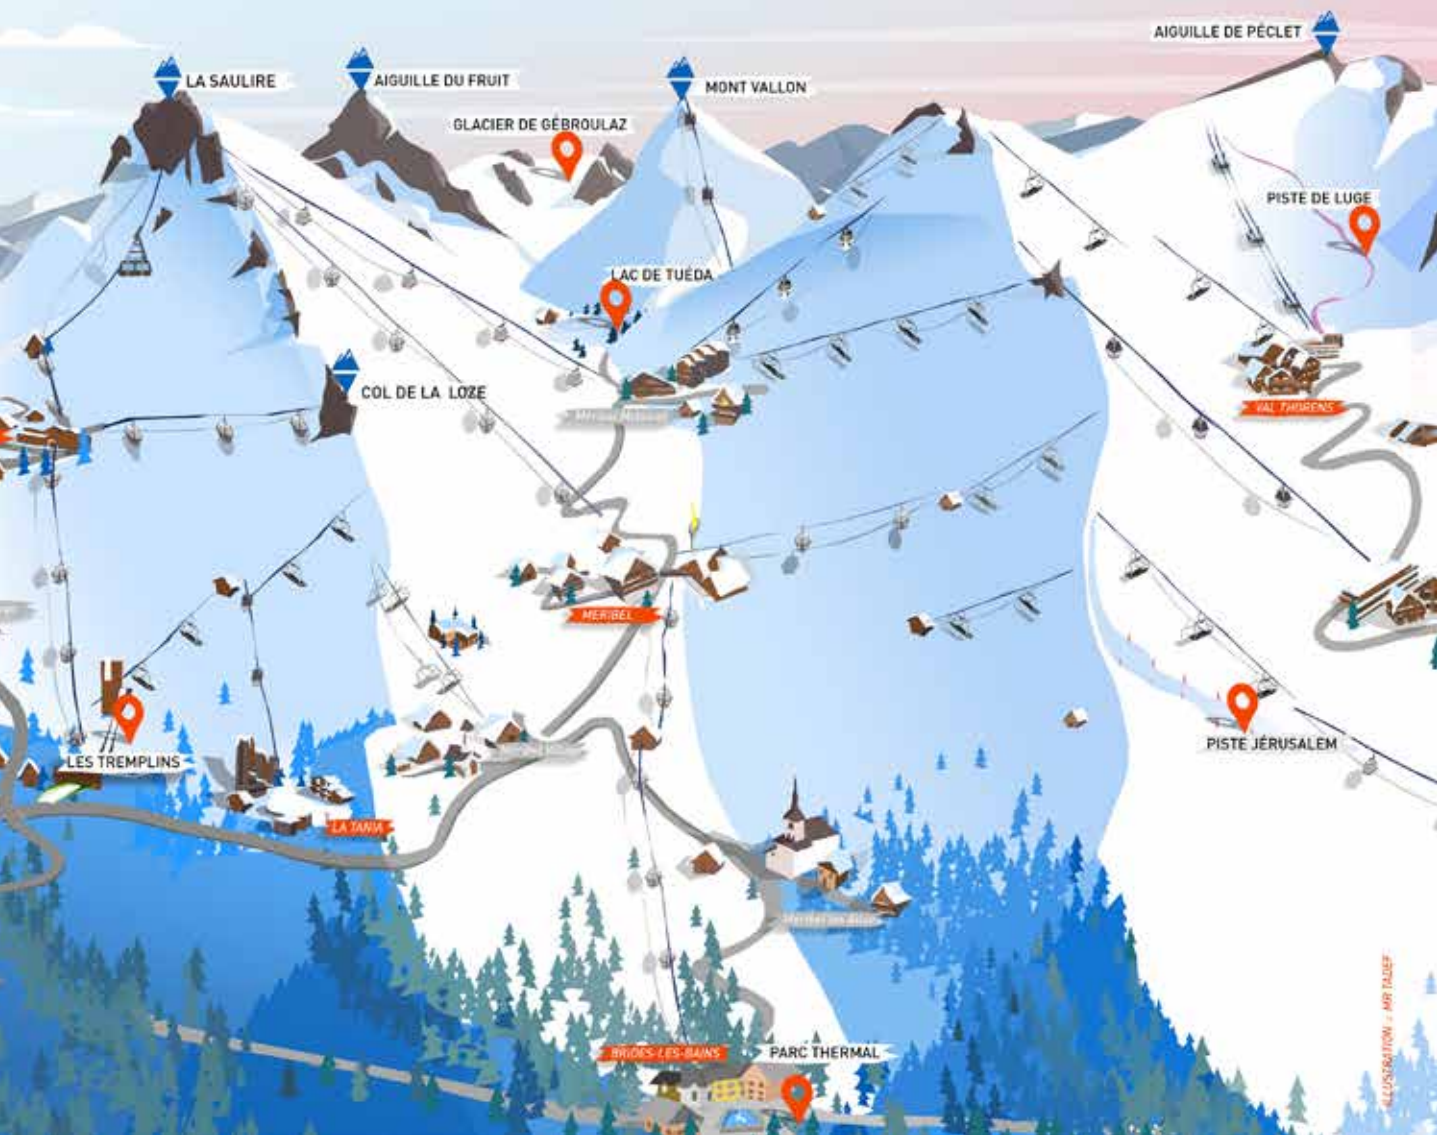 AIGUILLE DE PÉCLET
LA SAULIRE
AIGUILLE DU FRUIT
MONT VALLON
GLACIER DE GÉBROULAZ
PISTE DE LUGE
LAC DE TUÉDA
COL DE LA LOZE
VAL THORENS
MERIBEL
PISTE JÉRUSALEM
LES TREMPLINS
LA TANIA
BRIDES-LES-BAINS
PARC THERMAL
ILLUSTRATION : MR TADEF